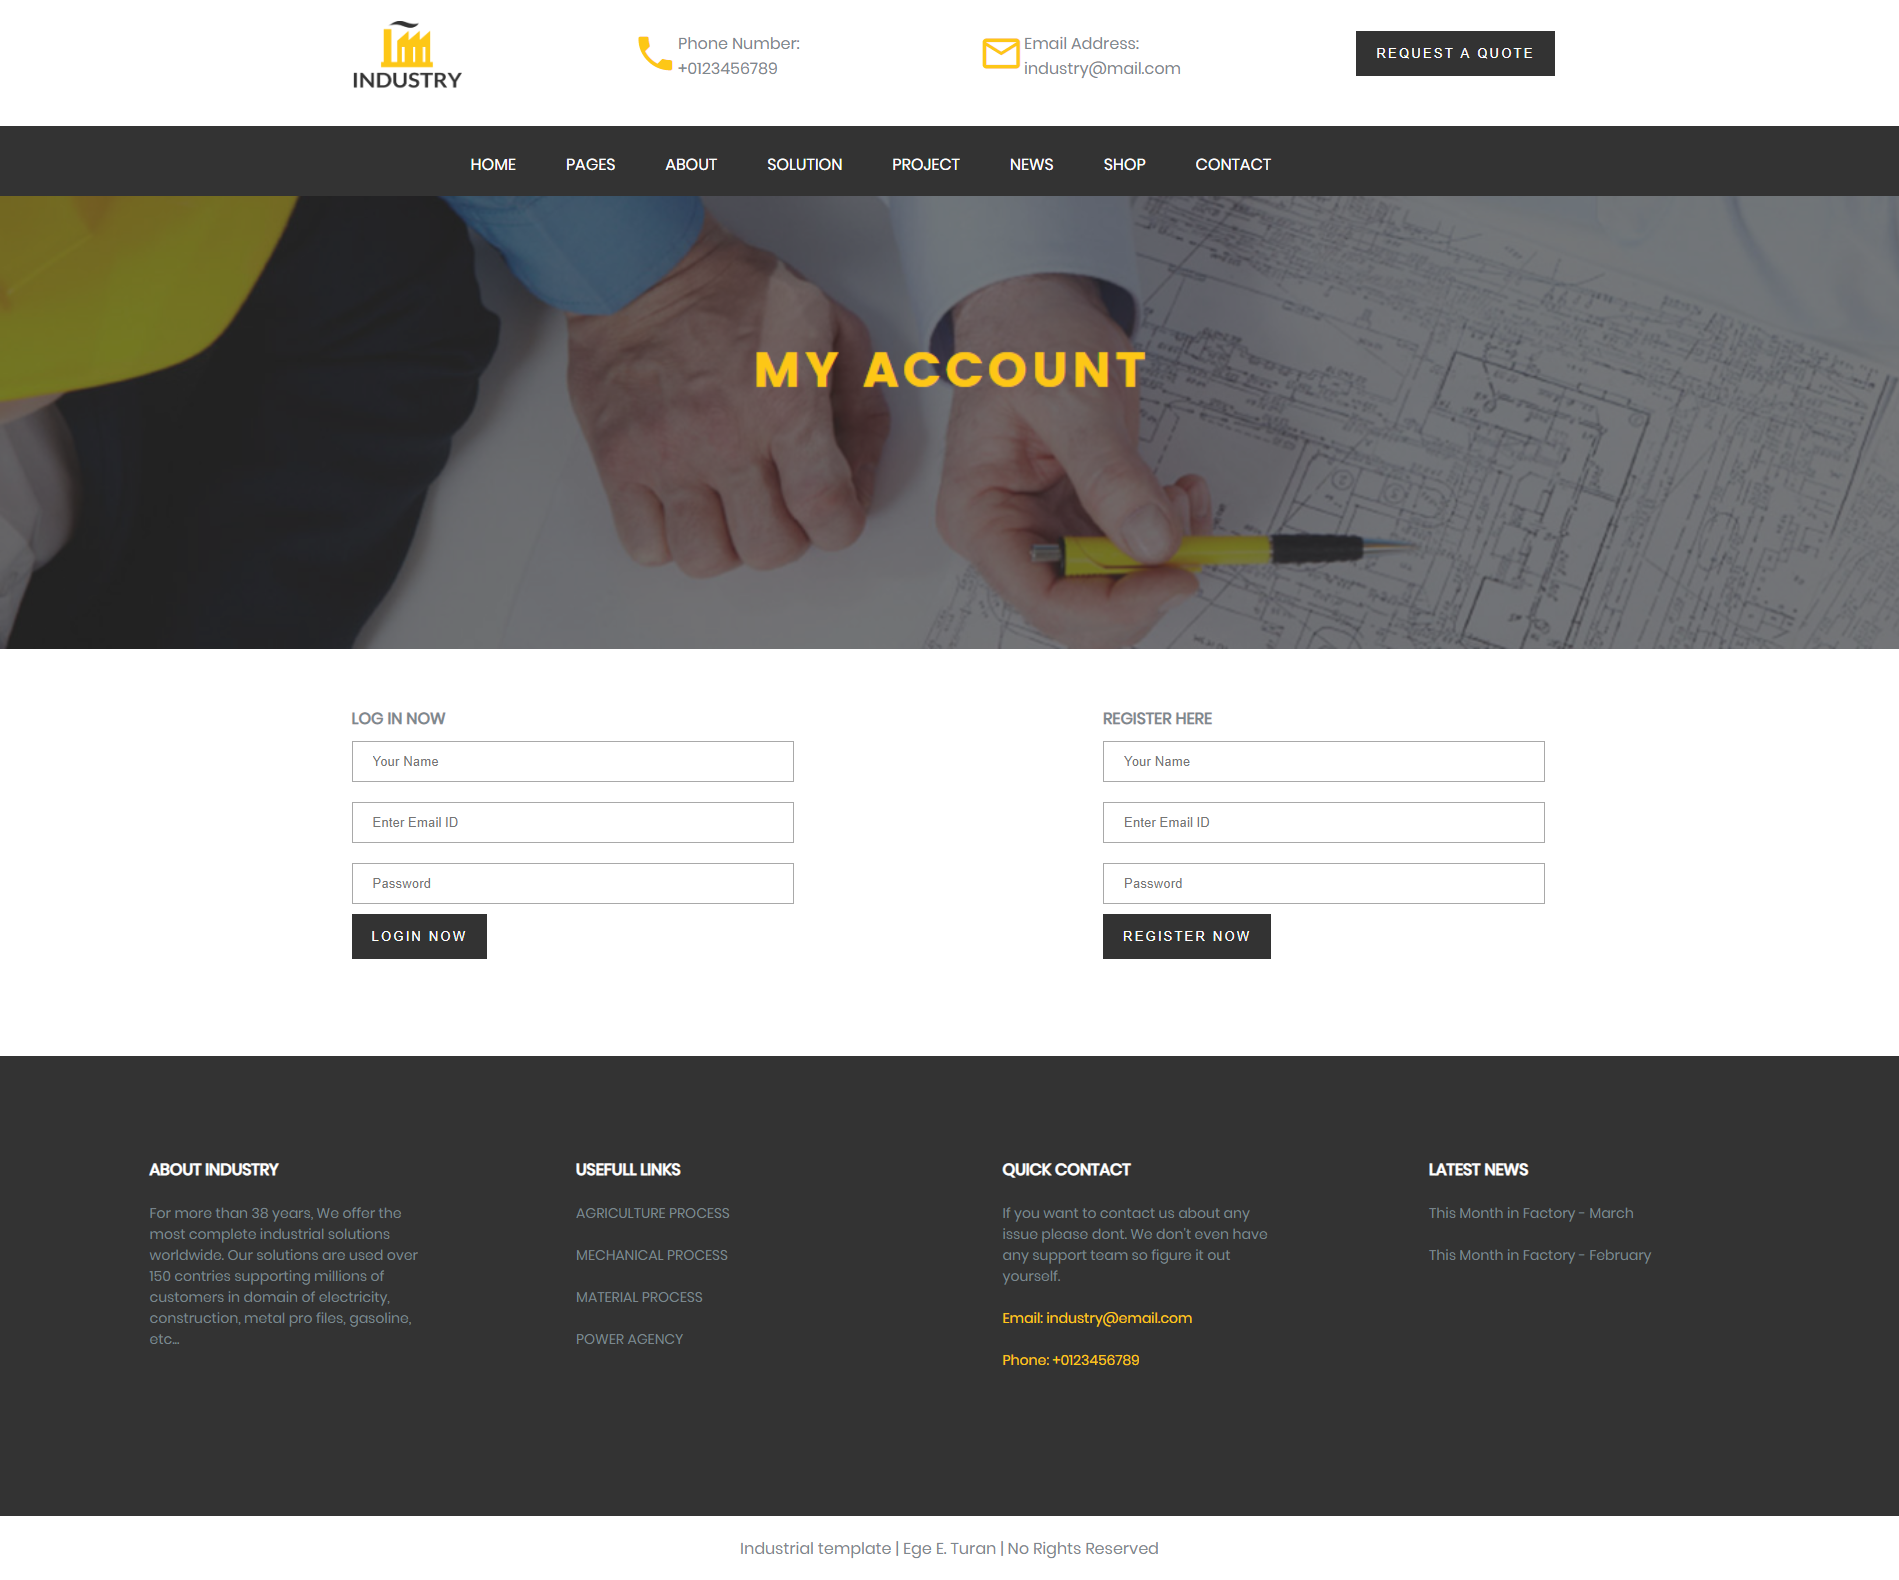 INDUSTRY
Phone Number:
+0123456789
Email Address:
industry@mail.com
REQUEST A QUOTE
HOME PAGES ABOUT SOLUTION PROJECT NEWS SHOP CONTACT
MY ACCOUNT
LOG IN NOW
Your Name
Enter Email ID
Password
LOGIN NOW
REGISTER HERE
Your Name
Enter Email ID
Password
REGISTER NOW
ABOUT INDUSTRY
For more than 38 years, We offer the
most complete industrial solutions
worldwide. Our solutions are used over
150 contries supporting millions of
customers in domain of electricity,
construction, metal pro files, gasoline,
etc...
USEFULL LINKS
AGRICULTURE PROCESS
MECHANICAL PROCESS
MATERIAL PROCESS
POWER AGENCY
QUICK CONTACT
If you want to contact us about any
issue please dont. We don't even have
any support team so figure it out
yourself.
Email: industry@email.com
Phone: +0123456789
LATEST NEWS
This Month in Factory - March
This Month in Factory - February
Industrial template | Ege E. Turan | No Rights Reserved